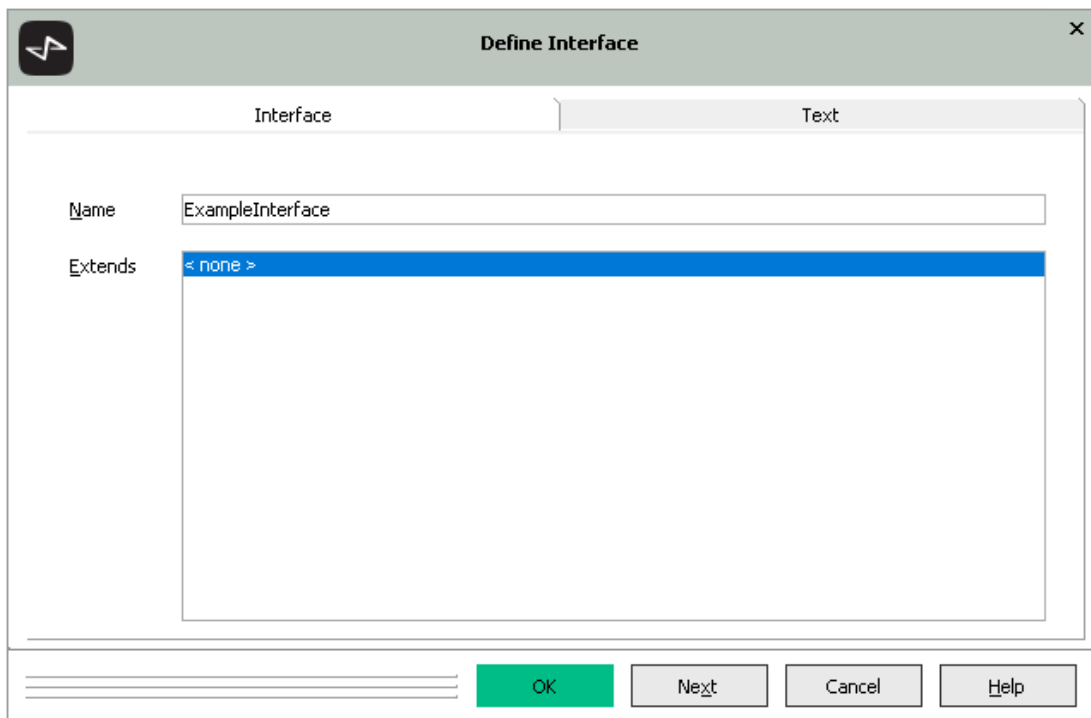 Define Interface
Interface Text
Name ExampleInterface
Extends < none >
OK Next Cancel Help